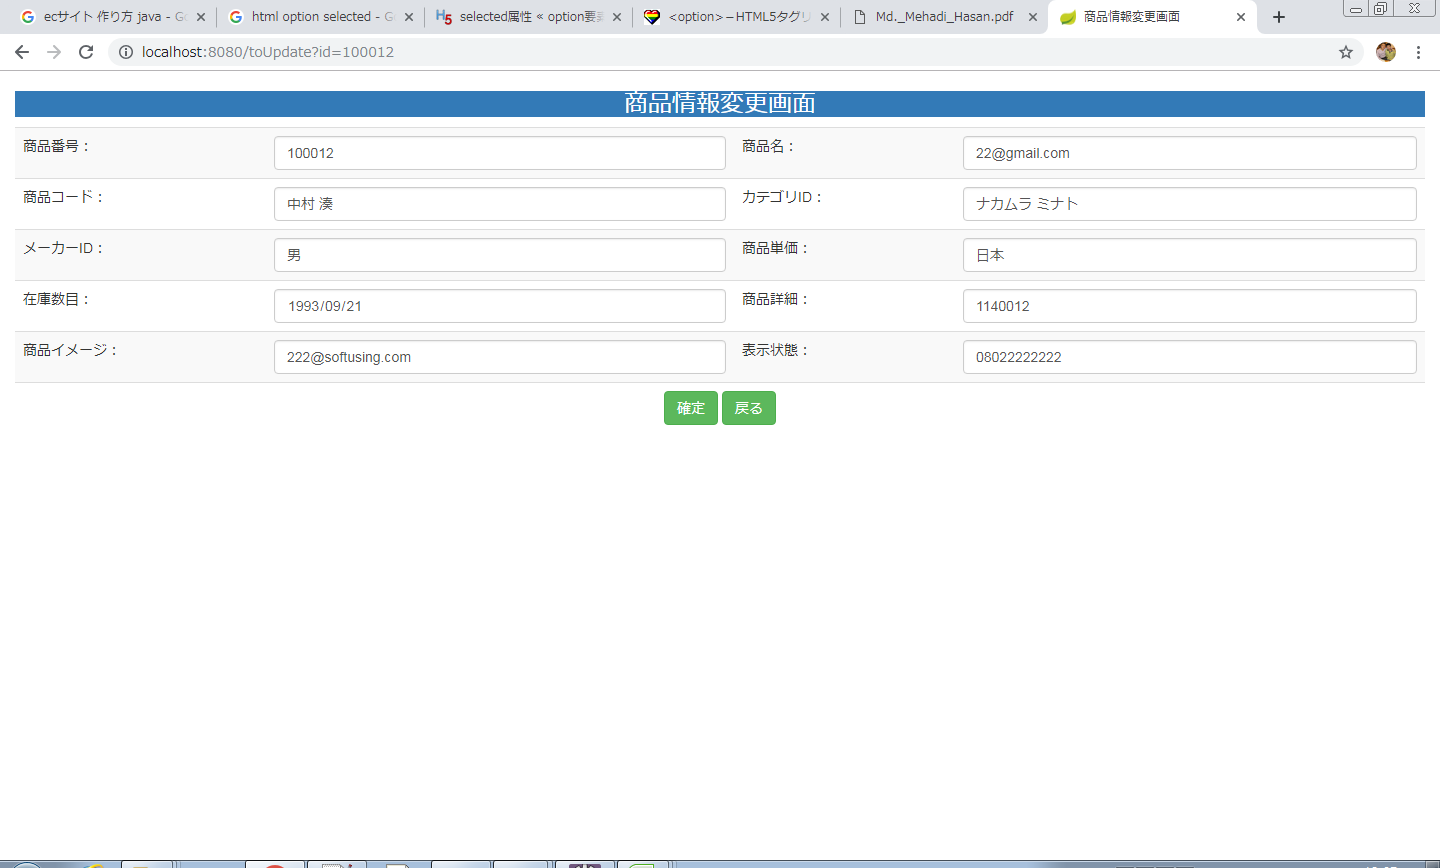 ecサイト 作り方 java - G
html option selected - G
selected属性 « option要
<option>－HTML5タグリ
Md._Mehadi_Hasan.pdf
商品情報変更画面
localhost:8080/toUpdate?id=100012
商品情報変更画面
商品番号： 100012 商品名： 22@gmail.com
商品コード： 中村 湊 カテゴリID： ナカムラ ミナト
メーカーID： 男 商品単価： 日本
在庫数目： 1993/09/21 商品詳細： 1140012
商品イメージ： 222@softusing.com 表示状態： 08022222222
確定 戻る